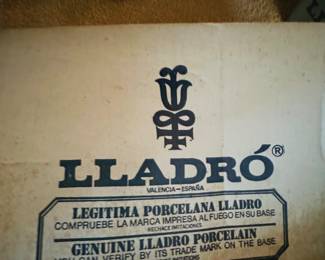 LLADRÓ®
VALENCIA-ESPAÑA
LEGITIMA PORCELANA LLADRO
COMPRUEBE LA MARCA IMPRESA AL FUEGO EN SU BASE
RECHACE IMITACIONES
GENUINE LLADRO PORCELAIN
YOU CAN VERIFY BY ITS TRADE MARK ON THE BASE